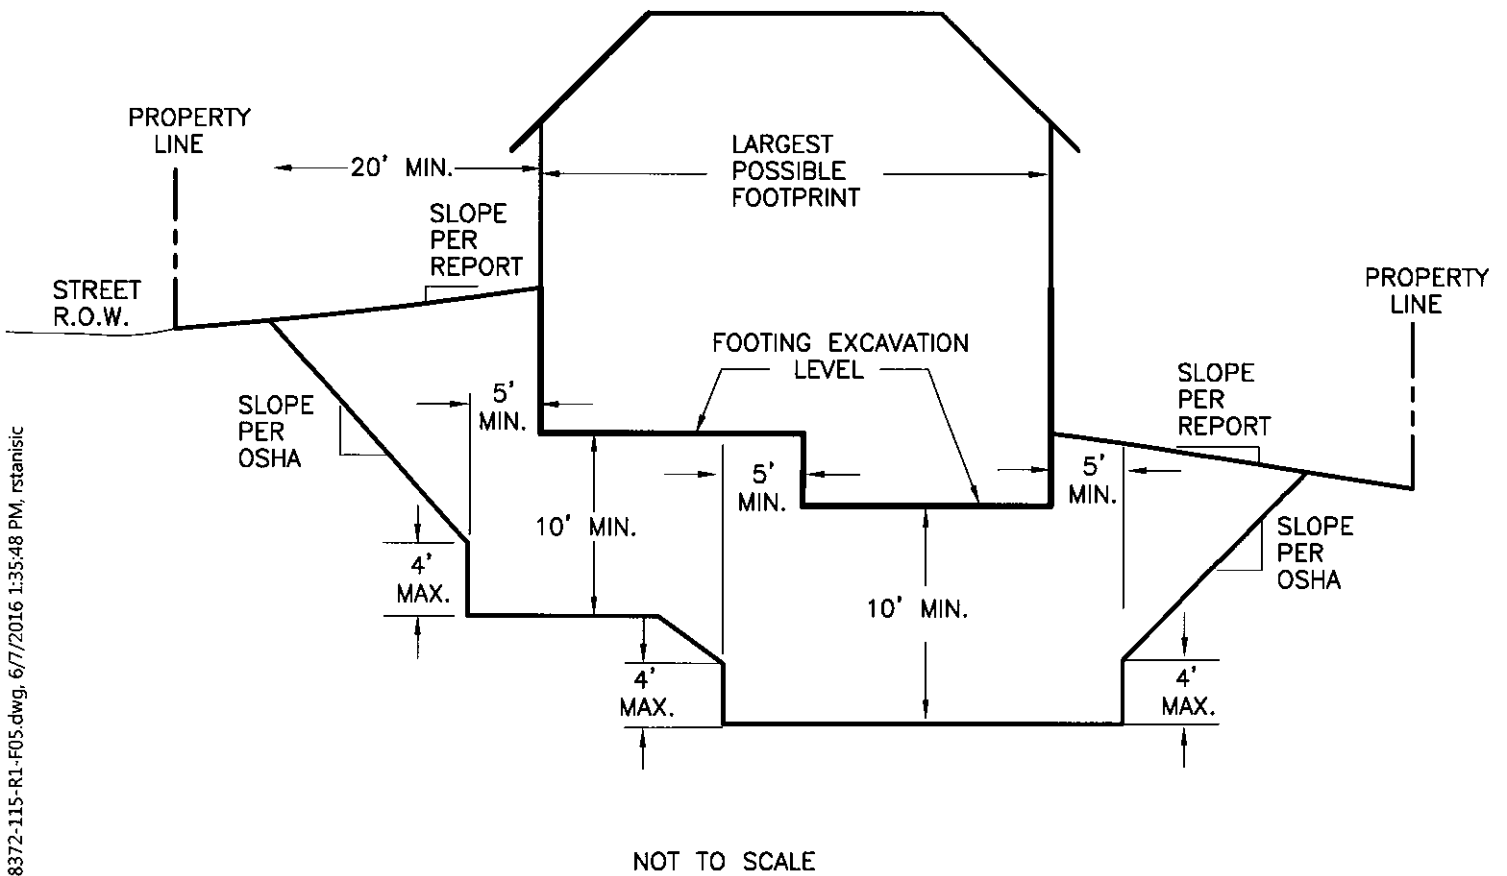 PROPERTY
LINE
20' MIN.
LARGEST
POSSIBLE
FOOTPRINT
SLOPE
PER
REPORT
STREET
R.O.W.
PROPERTY
LINE
FOOTING EXCAVATION
LEVEL
5'
MIN.
SLOPE
PER
OSHA
SLOPE
PER
REPORT
5'
MIN.
5'
MIN.
10' MIN.
SLOPE
PER
OSHA
4'
MAX.
10' MIN.
4'
MAX.
4'
MAX.
8372-115-R1-F05.dwg, 6/7/2016 1:35:48 PM, rstanisic
NOT TO SCALE